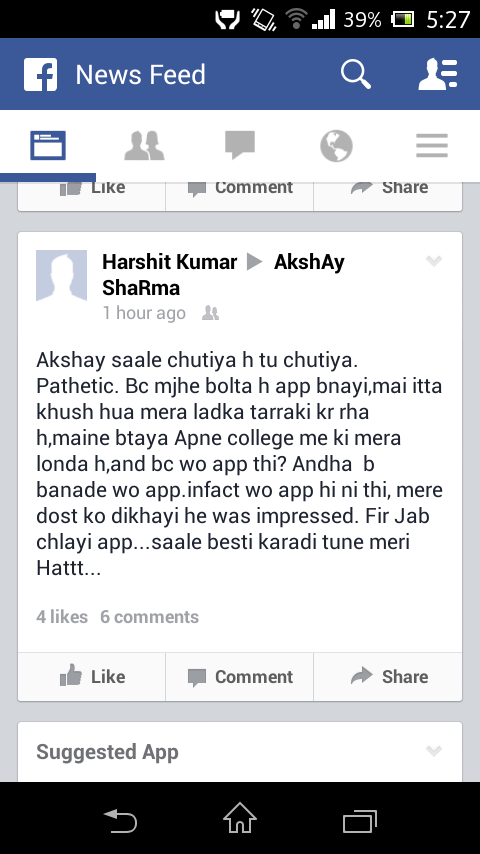 39% 5:27
News Feed
Like Comment Share
Harshit Kumar ▶ AkshAy
ShaRma
1 hour ago
Akshay saale chutiya h tu chutiya.
Pathetic. Bc mjhe bolta h app bnayi,mai itta
khush hua mera ladka tarraki kr rha
h,maine btaya Apne college me ki mera
londa h,and bc wo app thi? Andha b
banade wo app.infact wo app hi ni thi, mere
dost ko dikhayi he was impressed. Fir Jab
chlayi app...saale besti karadi tune meri
Hattt...
4 likes 6 comments
Like Comment Share
Suggested App